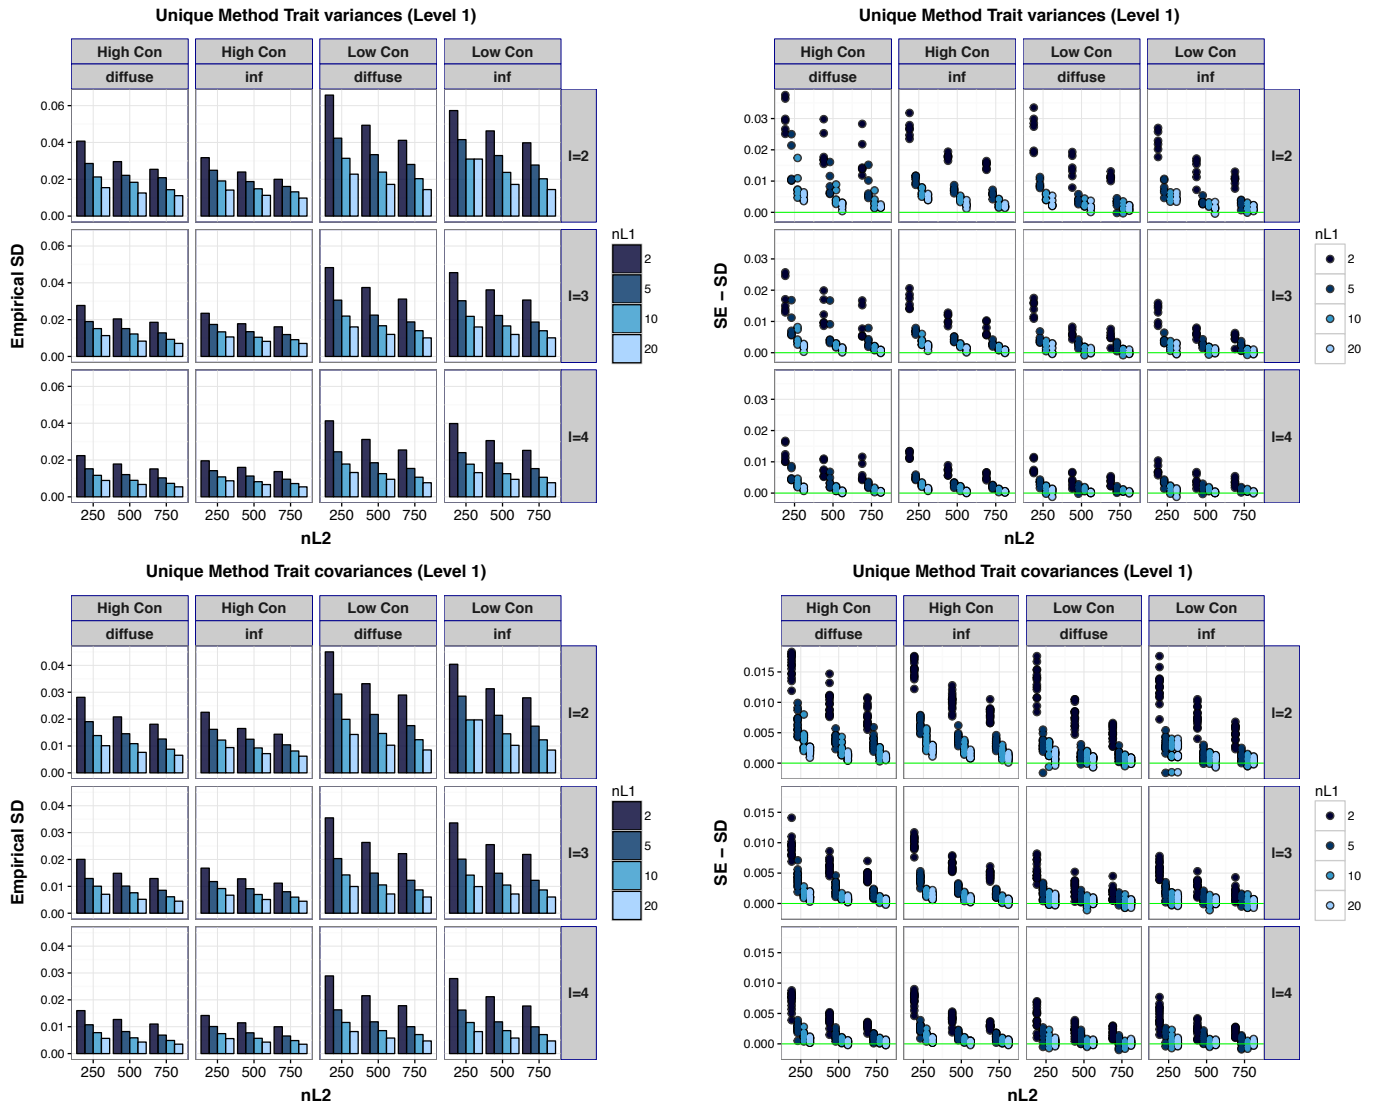 Unique Method Trait variances (Level 1)
High Con High Con Low Con Low Con
diffuse inf diffuse inf
0.06
0.04
0.02
0.00
l=2
0.06
0.04
0.02
0.00
l=3
0.06
0.04
0.02
0.00
l=4
Empirical SD
250 500 750 250 500 750 250 500 750 250 500 750
nL2
nL1
2
5
10
20
Unique Method Trait variances (Level 1)
High Con High Con Low Con Low Con
diffuse inf diffuse inf
0.03
0.02
0.01
0.00
l=2
0.03
0.02
0.01
0.00
l=3
0.03
0.02
0.01
0.00
l=4
SE − SD
250 500 750 250 500 750 250 500 750 250 500 750
nL2
nL1
2
5
10
20
Unique Method Trait covariances (Level 1)
High Con High Con Low Con Low Con
diffuse inf diffuse inf
0.04
0.03
0.02
0.01
0.00
l=2
0.04
0.03
0.02
0.01
0.00
l=3
0.04
0.03
0.02
0.01
0.00
l=4
Empirical SD
250 500 750 250 500 750 250 500 750 250 500 750
nL2
nL1
2
5
10
20
Unique Method Trait covariances (Level 1)
High Con High Con Low Con Low Con
diffuse inf diffuse inf
0.015
0.010
0.005
0.000
l=2
0.015
0.010
0.005
0.000
l=3
0.015
0.010
0.005
0.000
l=4
SE − SD
250 500 750 250 500 750 250 500 750 250 500 750
nL2
nL1
2
5
10
20